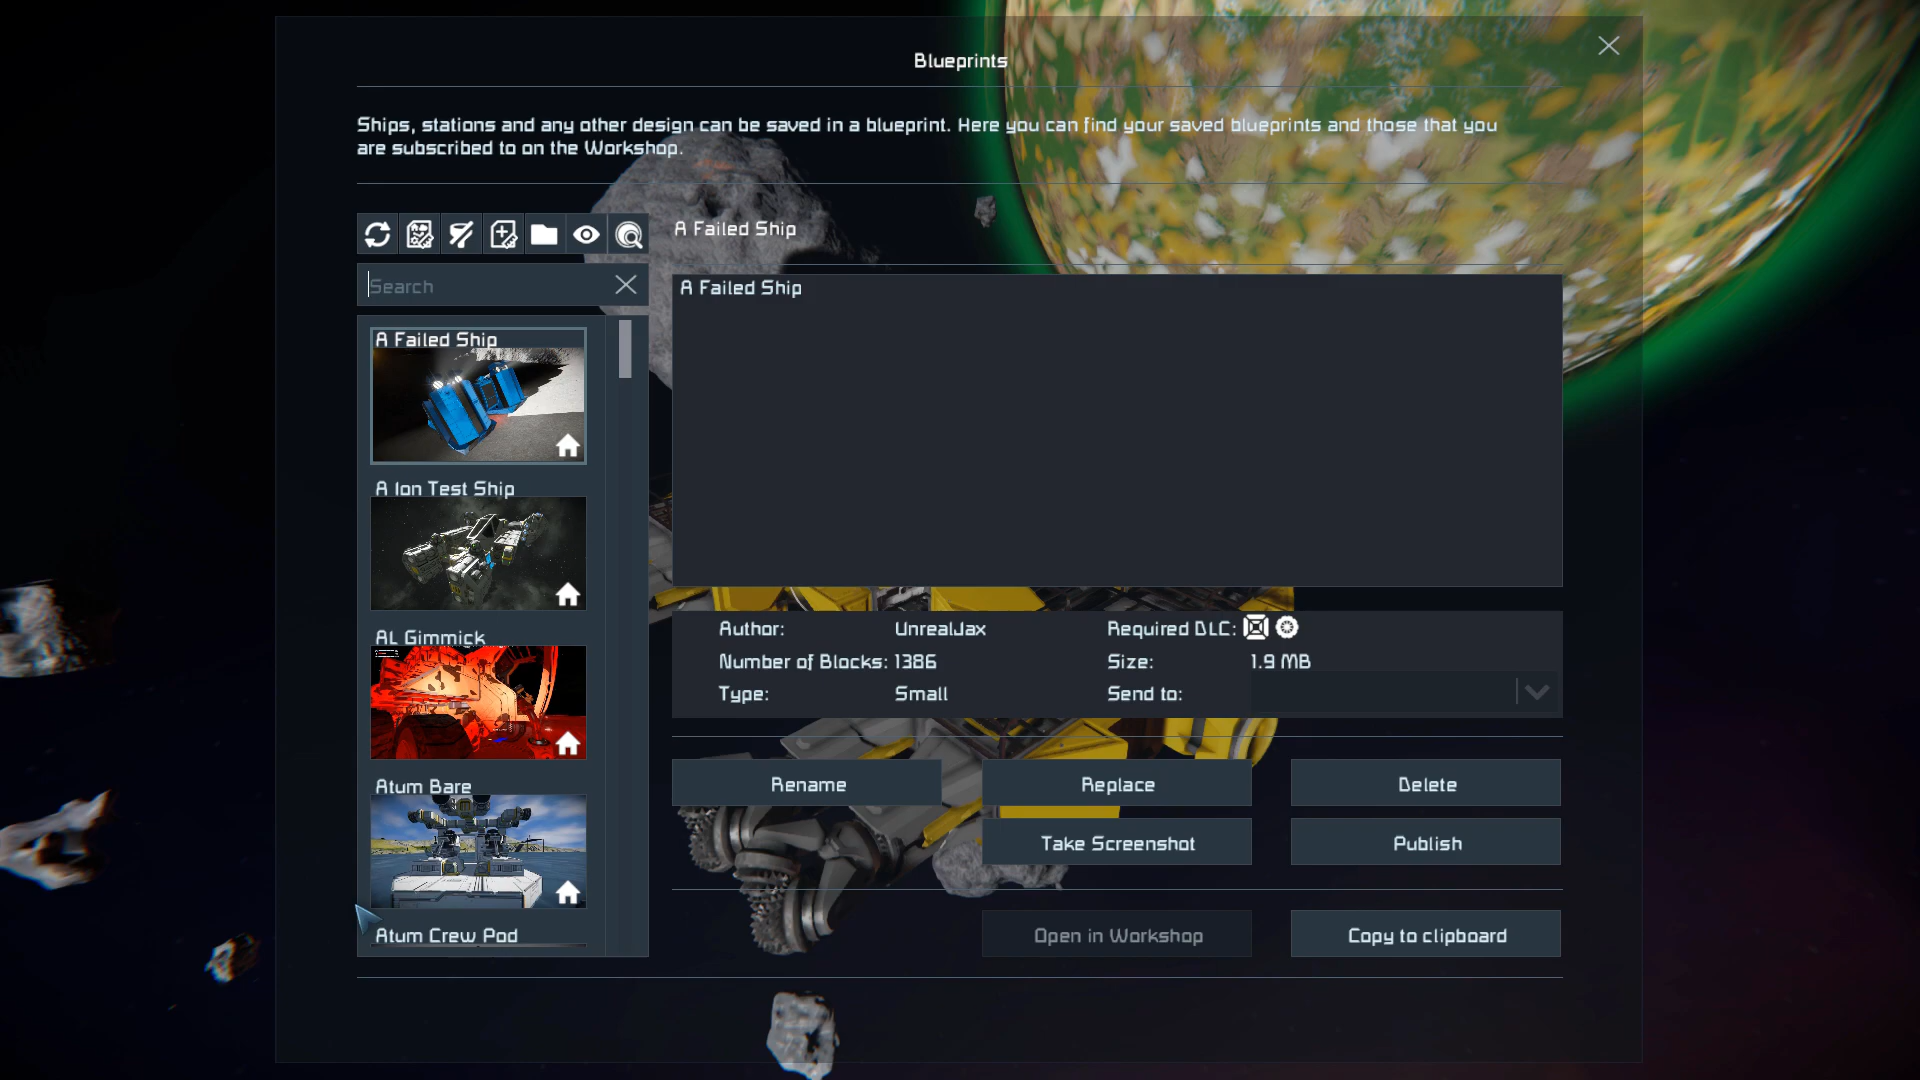 Blueprints
Ships, stations and any other design can be saved in a blueprint. Here you can find your saved blueprints and those that you
are subscribed to on the Workshop.
Search
A Failed Ship
A Ion Test Ship
AL Gimmick
Atum Bare
Atum Crew Pod
A Failed Ship
A Failed Ship
Author: UnrealJax Required DLC:
Number of Blocks: 1386 Size: 1.9 MB
Type: Small Send to:
Rename Replace Delete
Take Screenshot Publish
Open in Workshop Copy to clipboard